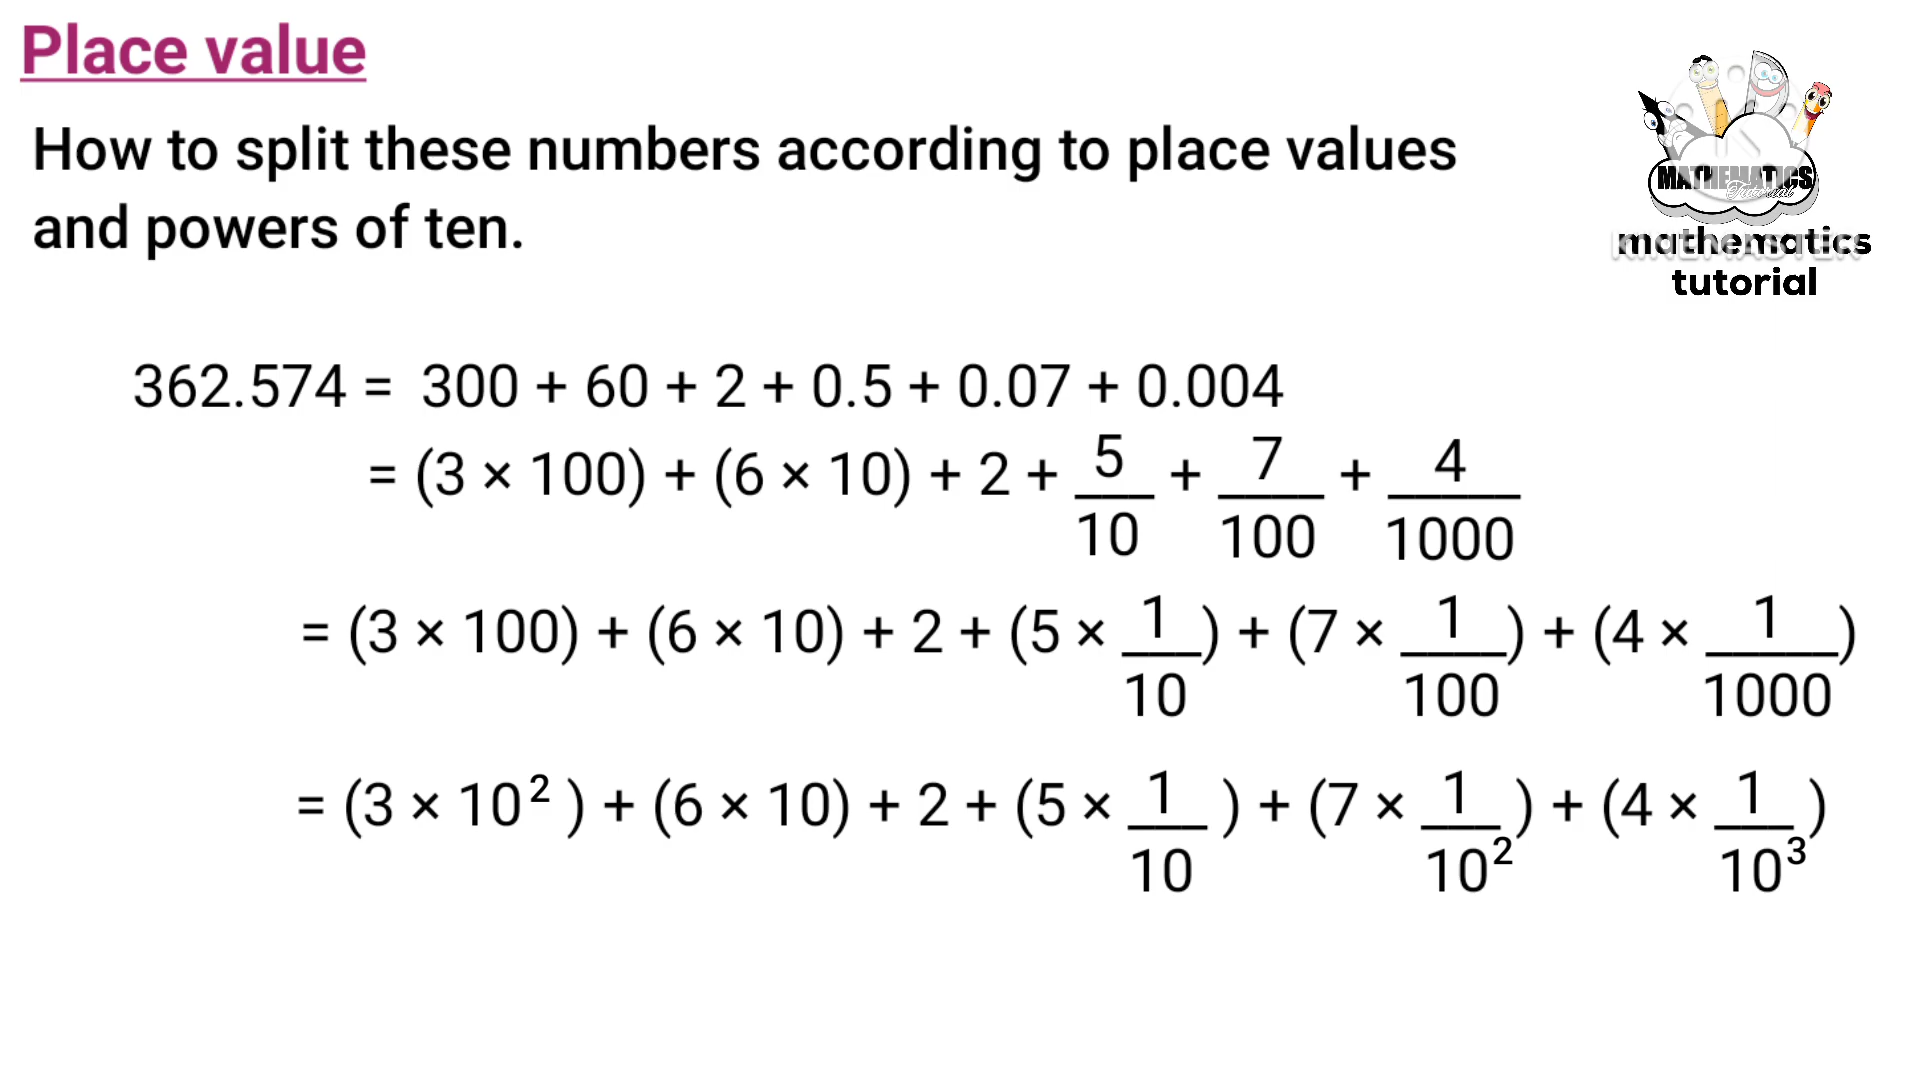 Place value
How to split these numbers according to place values
and powers of ten.
MATHEMATICS
Tutorial
mathematics
tutorial
362.574 = 300 + 60 + 2 + 0.5 + 0.07 + 0.004
= (3 × 100) + (6 × 10) + 2 + 5/10 + 7/100 + 4/1000
= (3 × 100) + (6 × 10) + 2 + (5 × 1/10) + (7 × 1/100) + (4 × 1/1000)
= (3 × 10²) + (6 × 10) + 2 + (5 × 1/10) + (7 × 1/10²) + (4 × 1/10³)